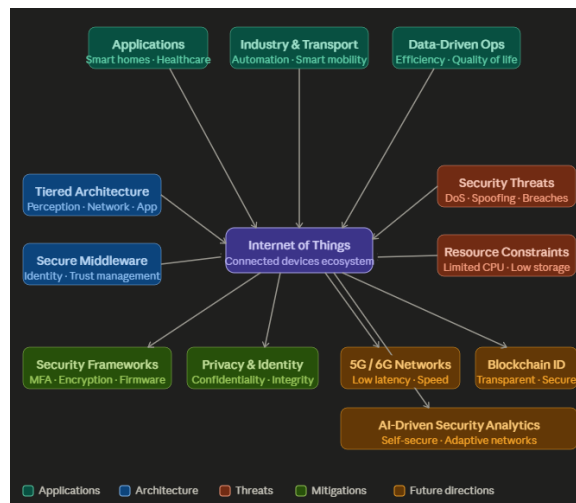 Applications
Smart homes · Healthcare
Industry & Transport
Automation · Smart mobility
Data-Driven Ops
Efficiency · Quality of life
Tiered Architecture
Perception · Network · App
Security Threats
DoS · Spoofing · Breaches
Internet of Things
Connected devices ecosystem
Secure Middleware
Identity · Trust management
Resource Constraints
Limited CPU · Low storage
Security Frameworks
MFA · Encryption · Firmware
Privacy & Identity
Confidentiality · Integrity
5G / 6G Networks
Low latency · Speed
Blockchain ID
Transparent · Secure
AI-Driven Security Analytics
Self-secure · Adaptive networks
Applications
Architecture
Threats
Mitigations
Future directions